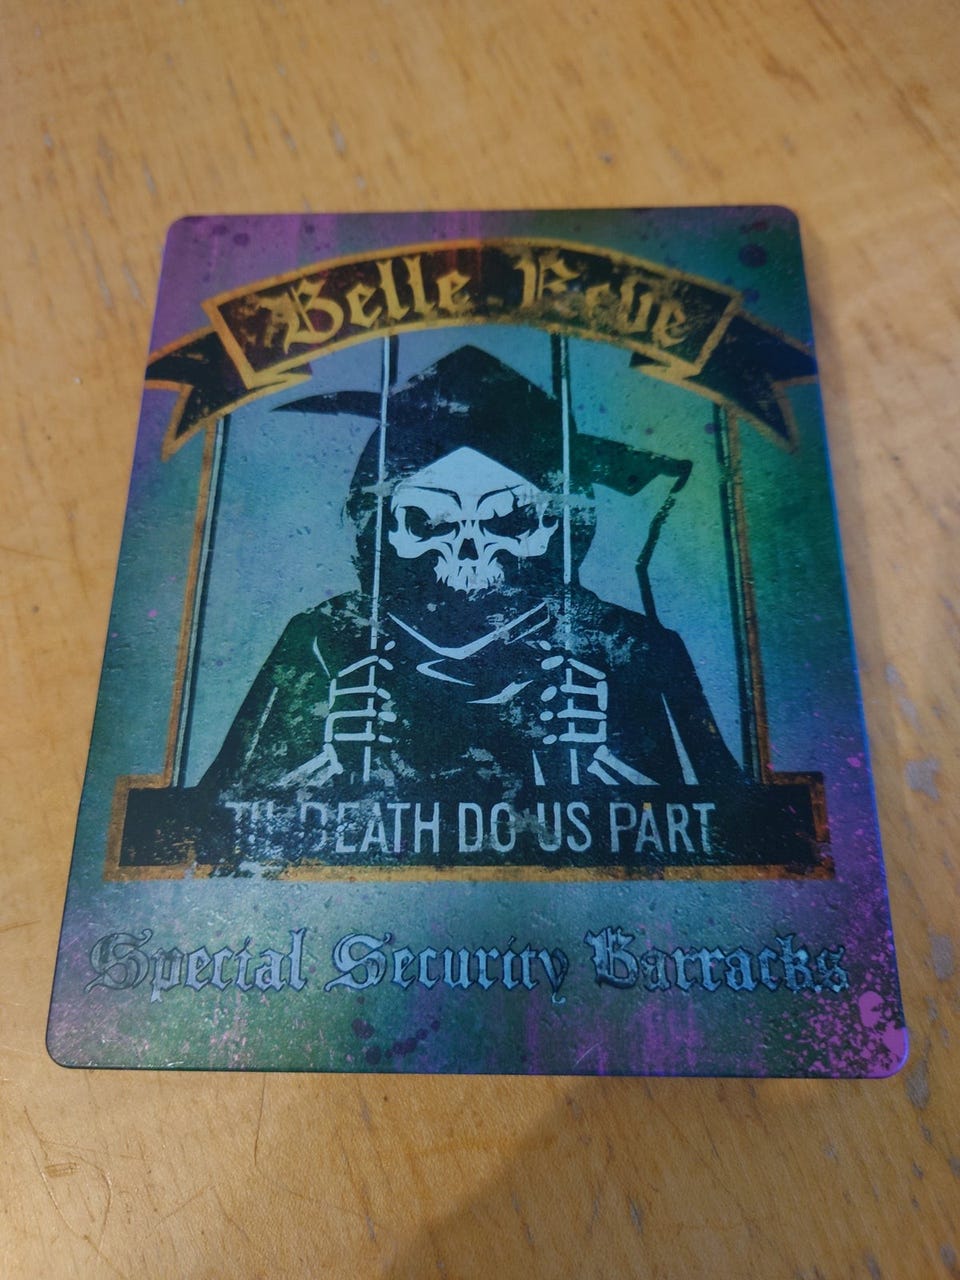 Belle Reve
'TIL DEATH DO US PART
Special Security Barracks